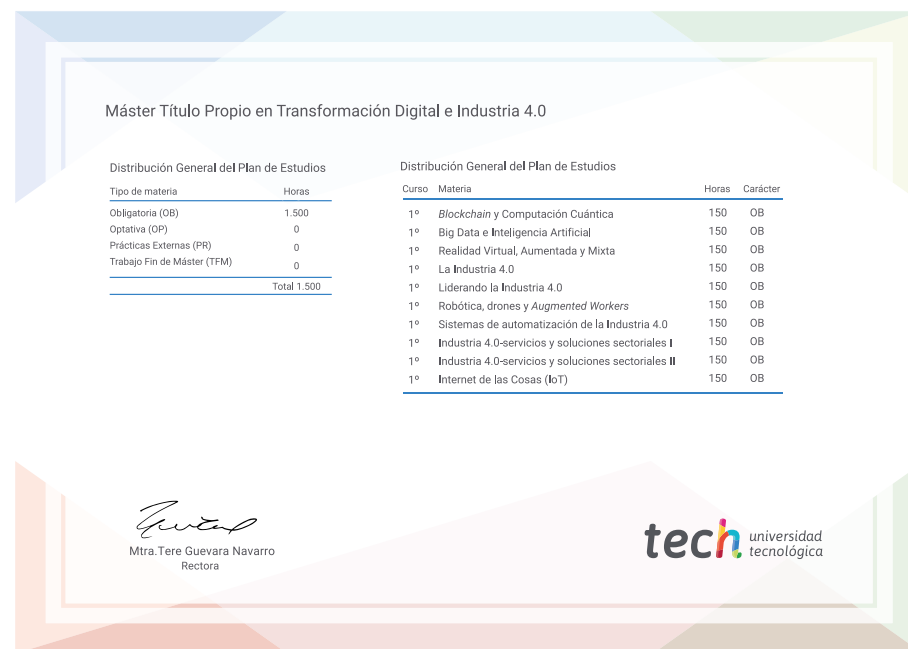 Máster Título Propio en Transformación Digital e Industria 4.0
Distribución General del Plan de Estudios
Tipo de materia Horas
Obligatoria (OB) 1.500
Optativa (OP) 0
Prácticas Externas (PR) 0
Trabajo Fin de Máster (TFM) 0
Total 1.500
Distribución General del Plan de Estudios
Curso Materia Horas Carácter
1º Blockchain y Computación Cuántica 150 OB
1º Big Data e Inteligencia Artificial 150 OB
1º Realidad Virtual, Aumentada y Mixta 150 OB
1º La Industria 4.0 150 OB
1º Liderando la Industria 4.0 150 OB
1º Robótica, drones y Augmented Workers 150 OB
1º Sistemas de automatización de la Industria 4.0 150 OB
1º Industria 4.0-servicios y soluciones sectoriales I 150 OB
1º Industria 4.0-servicios y soluciones sectoriales II 150 OB
1º Internet de las Cosas (IoT) 150 OB
Mtra.Tere Guevara Navarro
Rectora
tech universidad
tecnológica